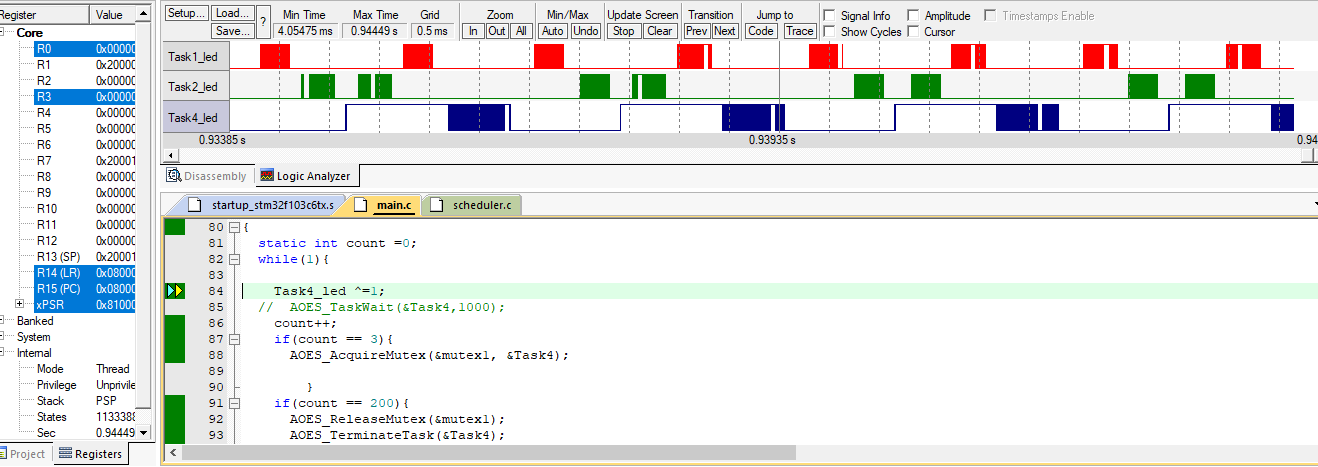 Register Value
Core
R0 0x00000
R1 0x20000
R2 0x00000
R3 0x00000
R4 0x00000
R5 0x00000
R6 0x00000
R7 0x20001
R8 0x00000
R9 0x00000
R10 0x00000
R11 0x00000
R12 0x00000
R13 (SP) 0x20001
R14 (LR) 0x08000
R15 (PC) 0x08000
xPSR 0x81000
Banked
System
Internal
Mode Thread
Privilege Unprivile
Stack PSP
States 1133388
Sec 0.94449
Project Registers
Setup... Load... ? Min Time Max Time Grid Zoom Min/Max Update Screen Transition Jump to Signal Info Amplitude Timestamps Enable
Save... 4.05475 ms 0.94449 s 0.5 ms In Out All Auto Undo Stop Clear Prev Next Code Trace Show Cycles Cursor
Task1_led
Task2_led
Task4_led
0.93385 s 0.93935 s 0.94
Disassembly Logic Analyzer
startup_stm32f103c6tx.s main.c scheduler.c
80 {
81 static int count =0;
82 while(1){
83
84 Task4_led ^=1;
85 // AOES_TaskWait(&Task4,1000);
86 count++;
87 if(count == 3){
88 AOES_AcquireMutex(&mutex1, &Task4);
89
90 }
91 if(count == 200){
92 AOES_ReleaseMutex(&mutex1);
93 AOES_TerminateTask(&Task4);